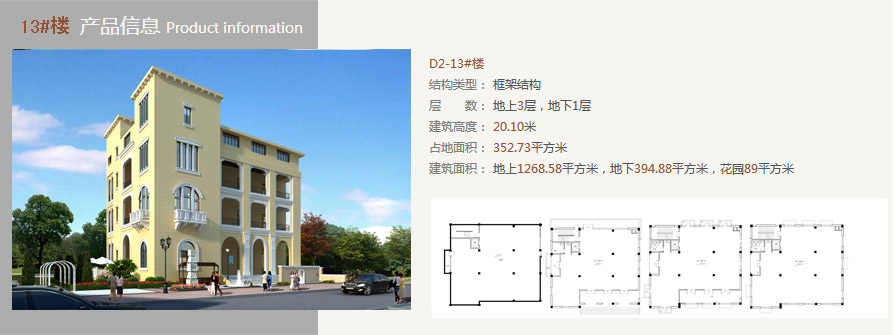 13#楼 产品信息 Product information
D2-13#楼
结构类型： 框架结构
层 数： 地上3层，地下1层
建筑高度： 20.10米
占地面积： 352.73平方米
建筑面积： 地上1268.58平方米，地下394.88平方米，花园89平方米